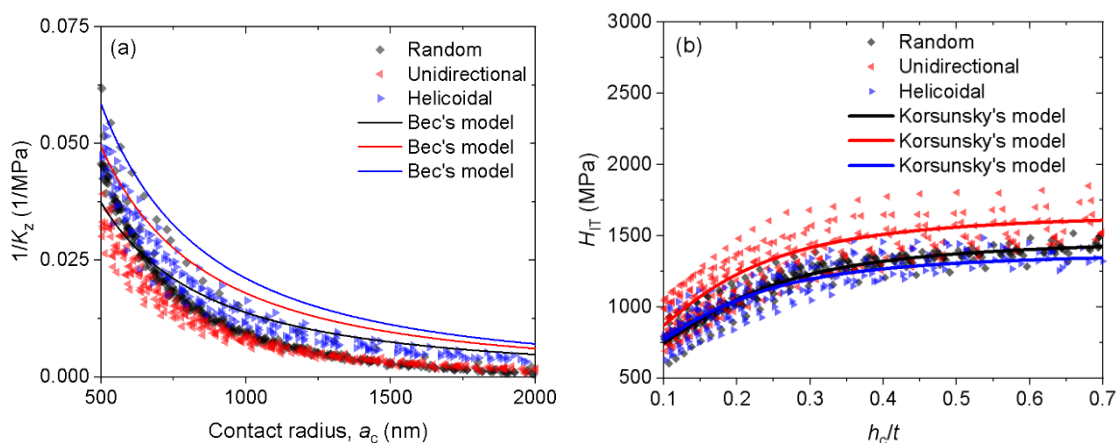 (a)
Random
Unidirectional
Helicoidal
Bec's model
Bec's model
Bec's model
1/Kz (1/MPa)
0.075
0.050
0.025
0.000
500
1000
1500
2000
Contact radius, ac (nm)
(b)
Random
Unidirectional
Helicoidal
Korsunsky's model
Korsunsky's model
Korsunsky's model
HIT (MPa)
3000
2500
2000
1500
1000
500
0.1
0.2
0.3
0.4
0.5
0.6
0.7
hc/t